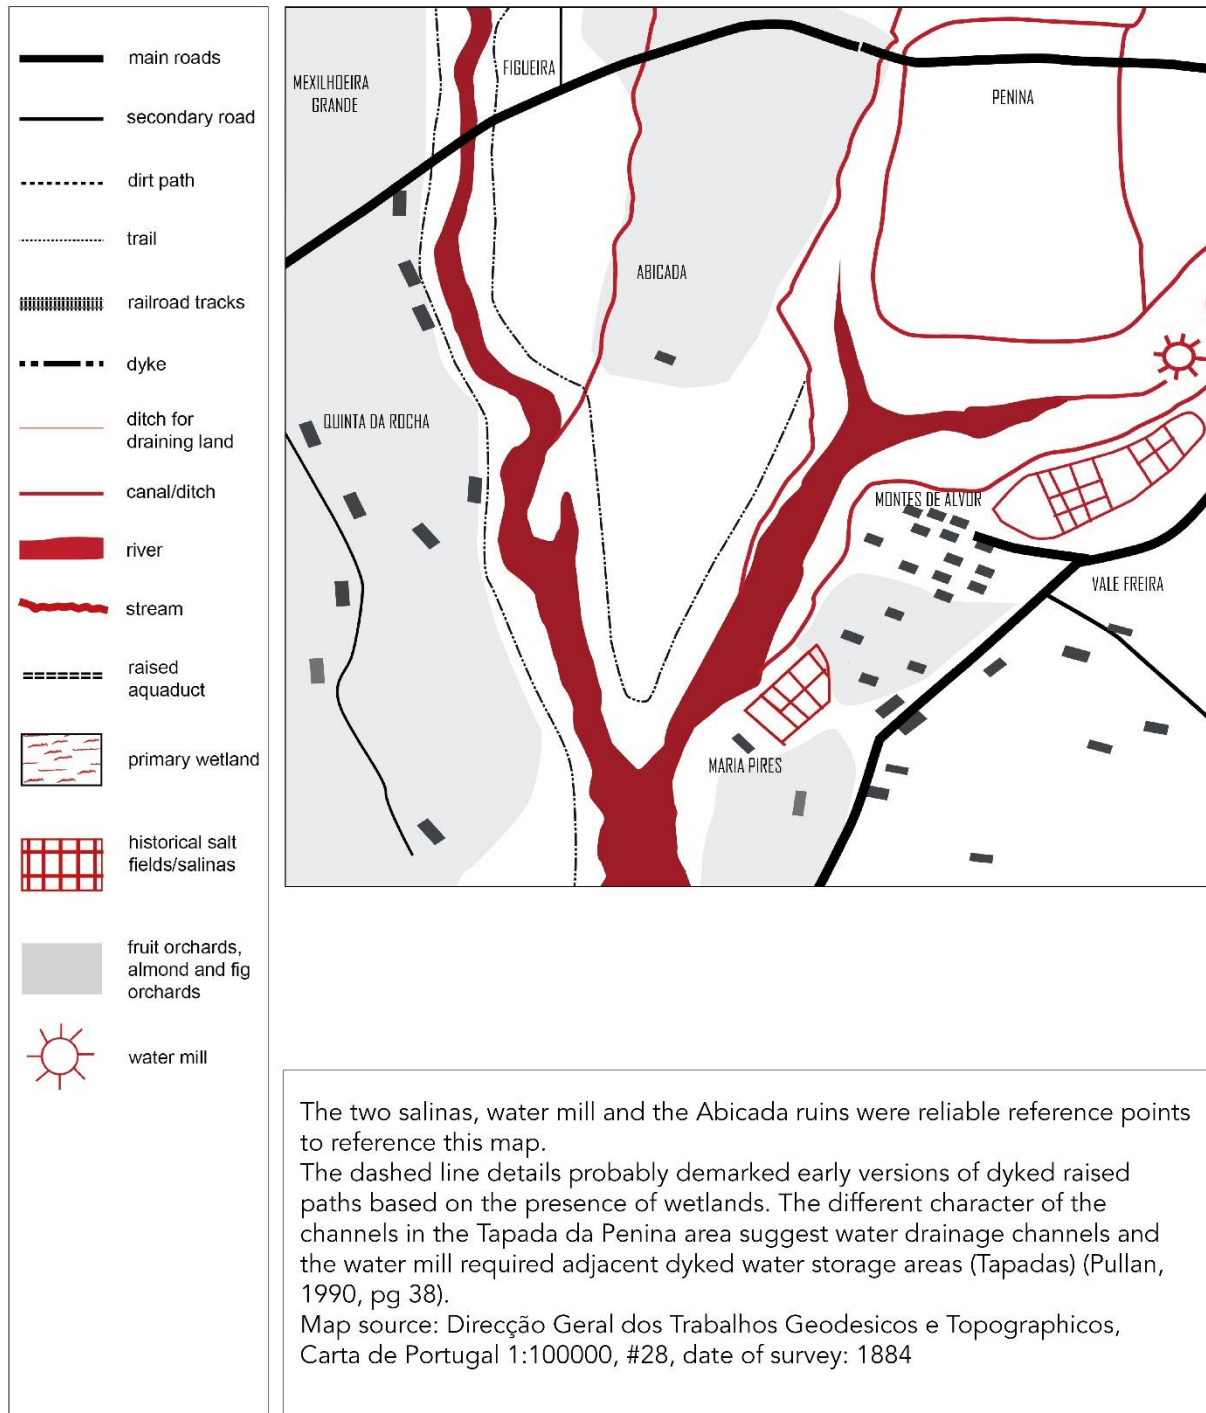 main roads
secondary road
dirt path
trail
railroad tracks
dyke
ditch for
draining land
canal/ditch
river
stream
raised
aquaduct
primary wetland
historical salt
fields/salinas
fruit orchards,
almond and fig
orchards
water mill
MEXILHOEIRA
GRANDE
FIGUEIRA
PENINA
ABICADA
QUINTA DA ROCHA
MONTES DE ALVOR
VALE FREIRA
MARIA PIRES
The two salinas, water mill and the Abicada ruins were reliable reference points
to reference this map.
The dashed line details probably demarked early versions of dyked raised
paths based on the presence of wetlands. The different character of the
channels in the Tapada da Penina area suggest water drainage channels and
the water mill required adjacent dyked water storage areas (Tapadas) (Pullan,
1990, pg 38).
Map source: Direcção Geral dos Trabalhos Geodesicos e Topographicos,
Carta de Portugal 1:100000, #28, date of survey: 1884